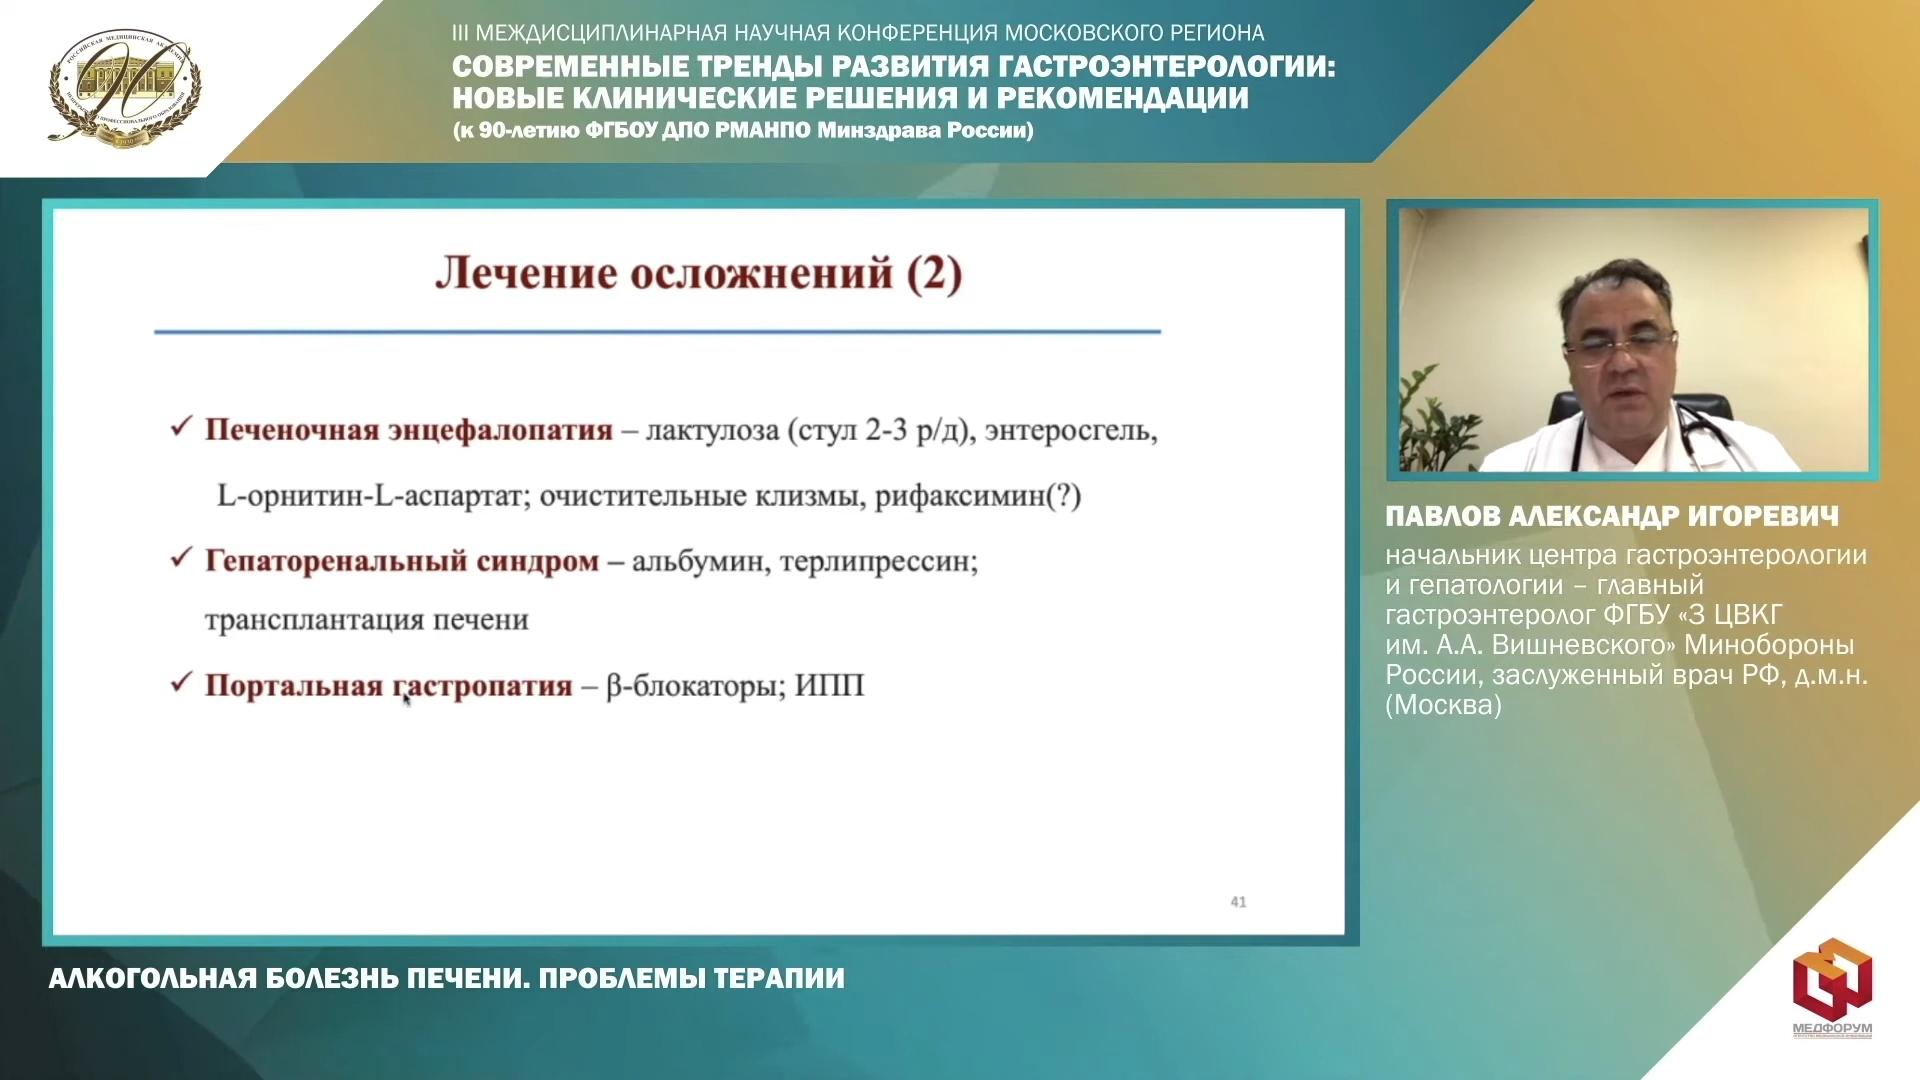 III МЕЖДИСЦИПЛИНАРНАЯ НАУЧНАЯ КОНФЕРЕНЦИЯ МОСКОВСКОГО РЕГИОНА
СОВРЕМЕННЫЕ ТРЕНДЫ РАЗВИТИЯ ГАСТРОЭНТЕРОЛОГИИ:
НОВЫЕ КЛИНИЧЕСКИЕ РЕШЕНИЯ И РЕКОМЕНДАЦИИ
(к 90-летию ФГБОУ ДПО РМАНПО Минздрава России)
Лечение осложнений (2)
✓ Печеночная энцефалопатия – лактулоза (стул 2-3 р/д), энтеросгель,
L-орнитин-L-аспартат; очистительные клизмы, рифаксимин(?)
✓ Гепаторенальный синдром – альбумин, терлипрессин;
трансплантация печени
✓ Портальная гастропатия – β-блокаторы; ИПП
41
ПАВЛОВ АЛЕКСАНДР ИГОРЕВИЧ
начальник центра гастроэнтерологии
и гепатологии – главный
гастроэнтеролог ФГБУ «3 ЦВКГ
им. А.А. Вишневского» Минобороны
России, заслуженный врач РФ, д.м.н.
(Москва)
АЛКОГОЛЬНАЯ БОЛЕЗНЬ ПЕЧЕНИ. ПРОБЛЕМЫ ТЕРАПИИ
МЕДФОРУМ